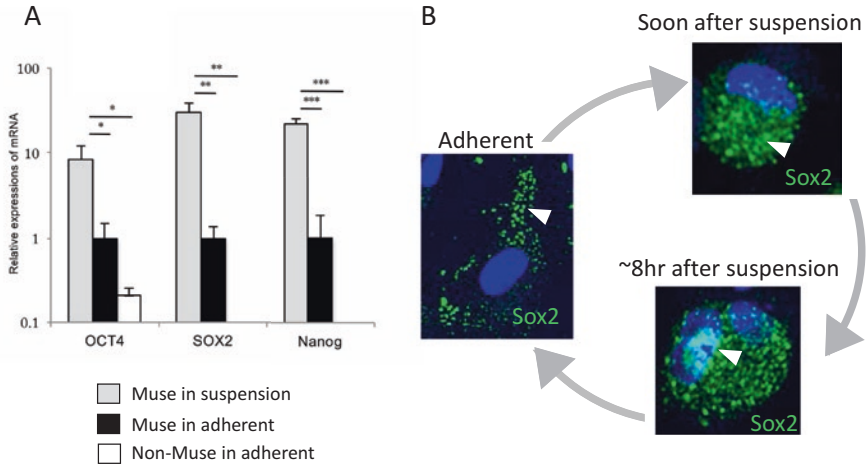 A
Relative expressions of mRNA
100
10
1
0.1
*
*
**
**
***
***
OCT4 SOX2 Nanog
Muse in suspension
Muse in adherent
Non-Muse in adherent
B
Soon after suspension
Sox2
Adherent
Sox2
~8hr after suspension
Sox2